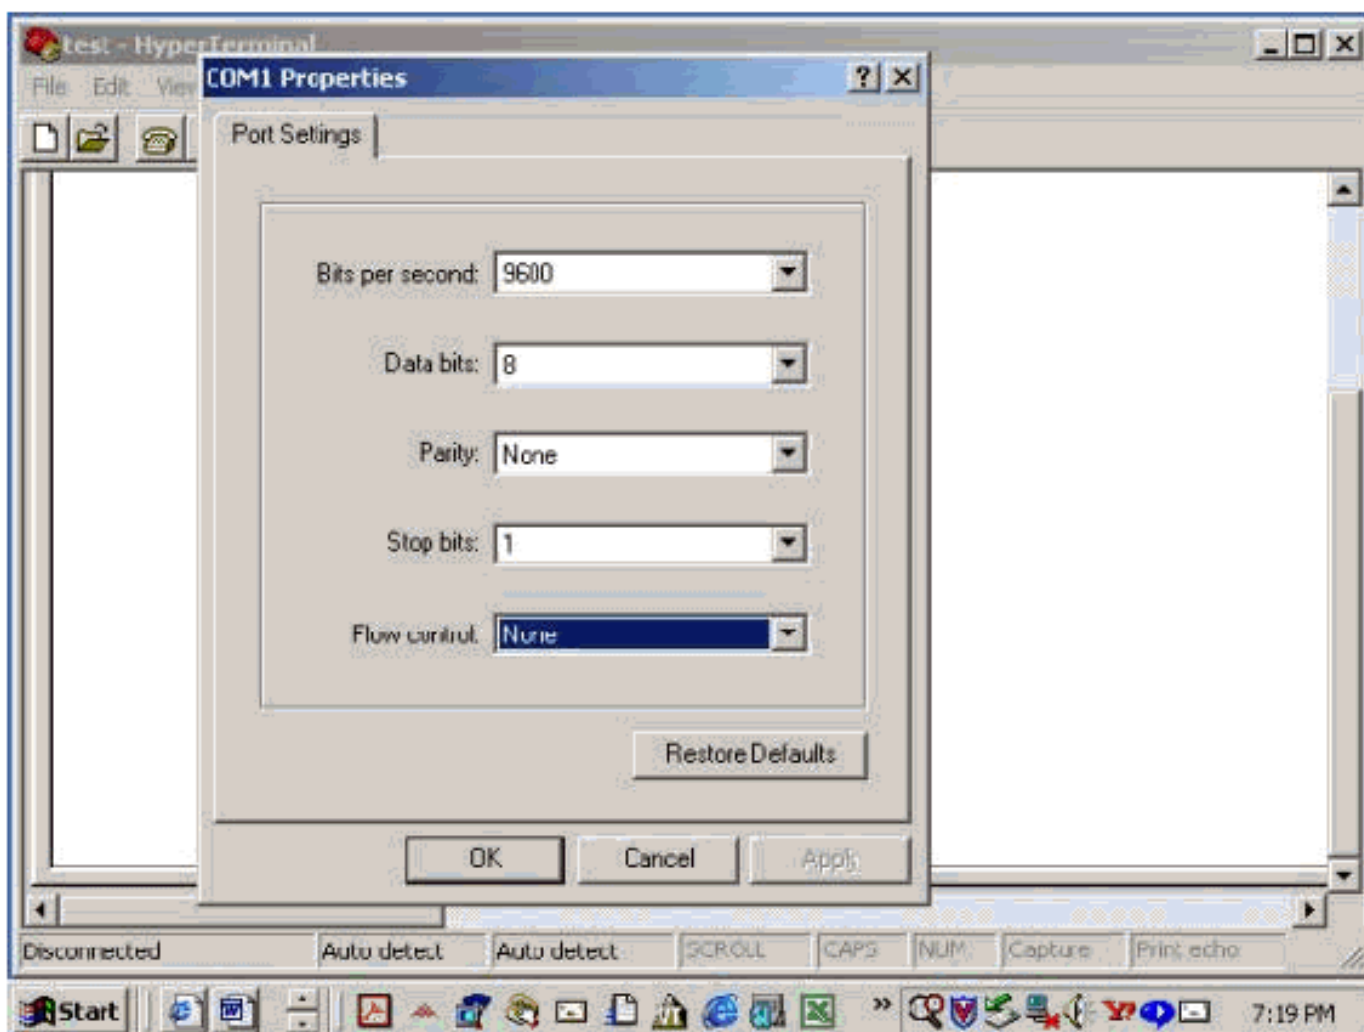 test - HyperTerminal
File Edit View
COM1 Properties
Port Settings
Bits per second: 9600
Data bits: 8
Parity: None
Stop bits: 1
Flow control: None
Restore Defaults
OK Cancel Apply
Disconnected Auto detect Auto detect SCROLL CAPS NUM Capture Print echo
Start 7:19 PM